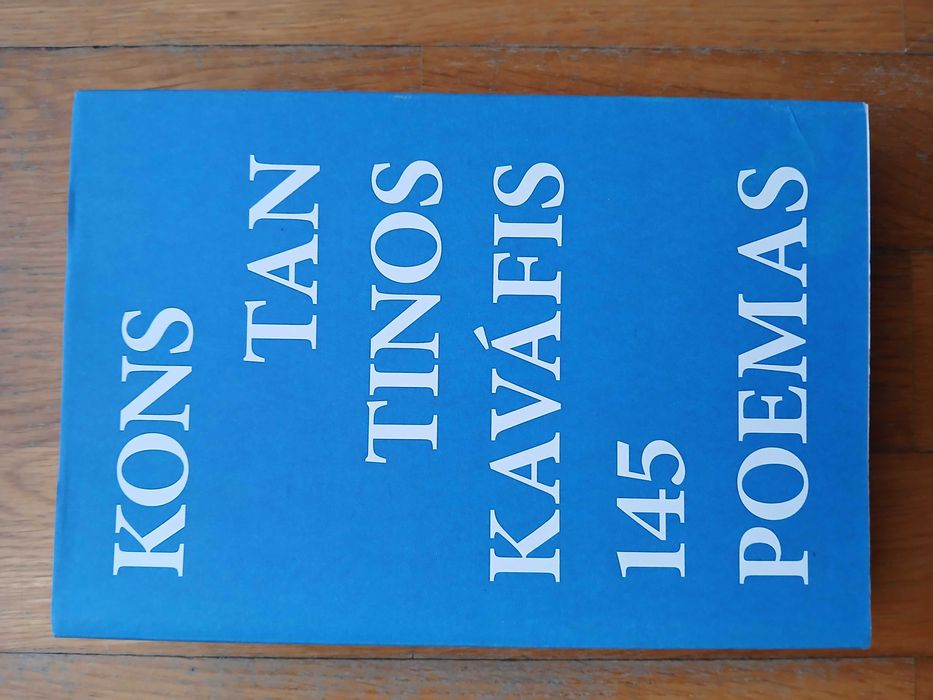 KONS
TAN
TINOS
KAVÁFIS
145
POEMAS